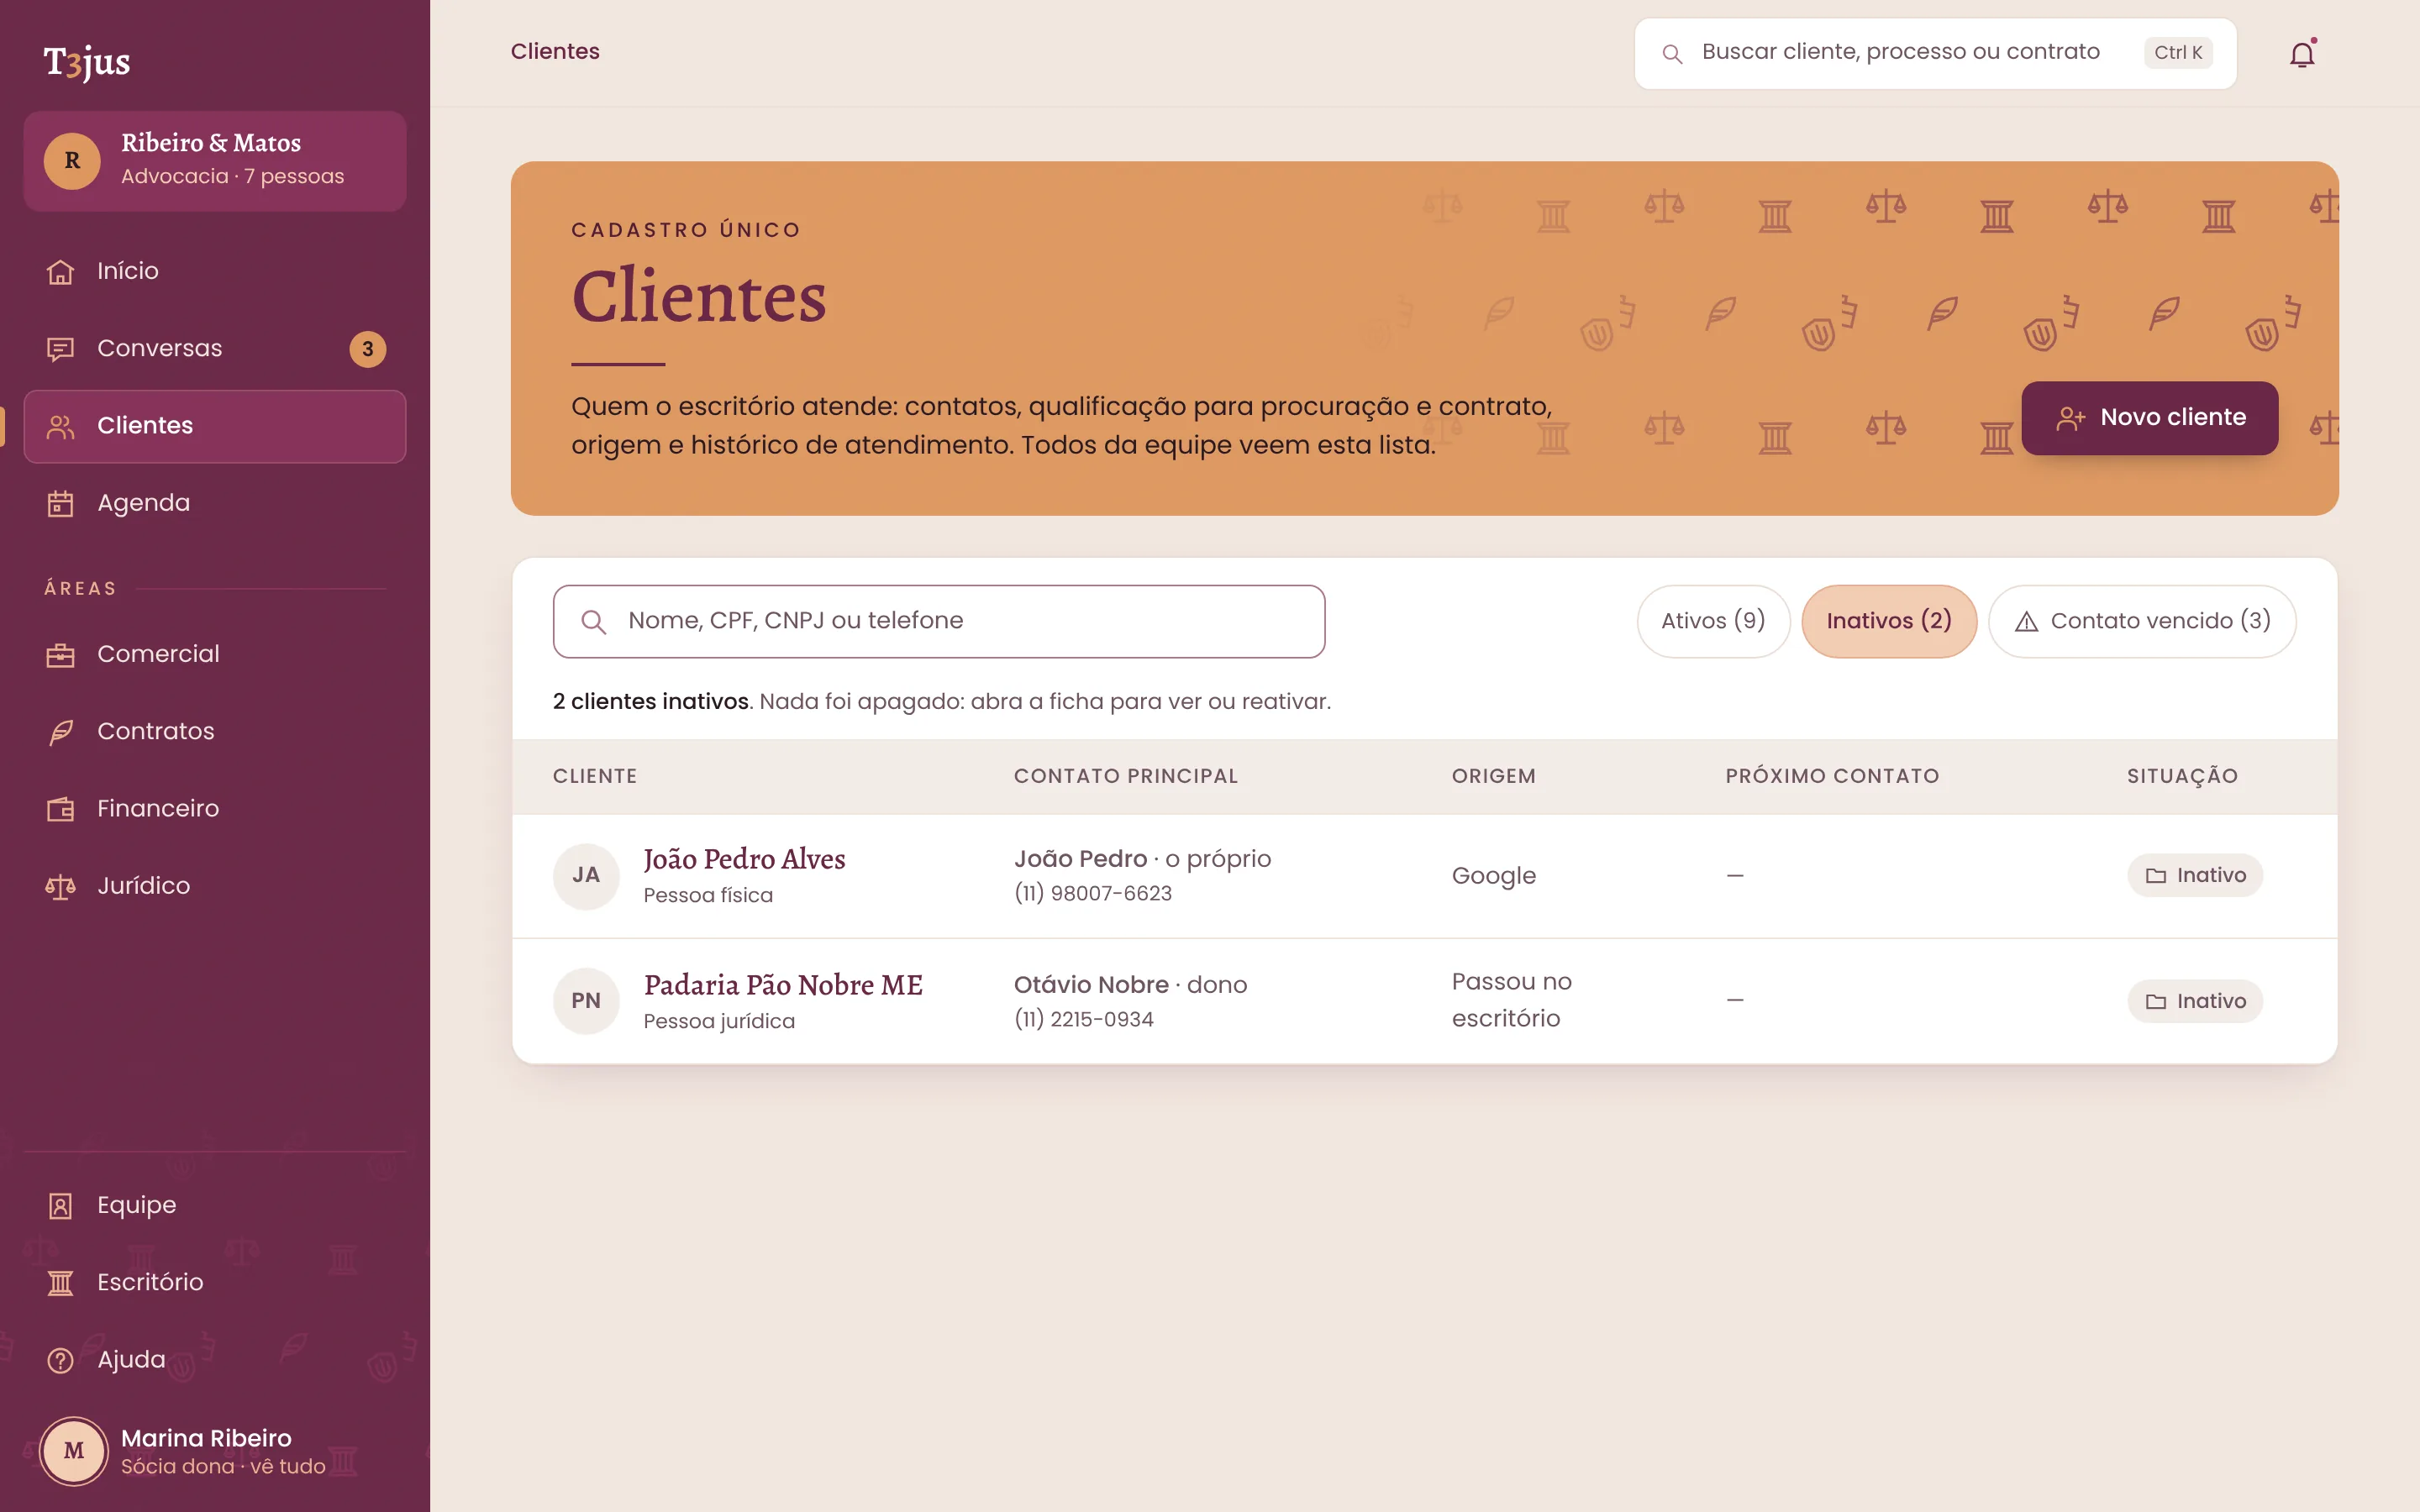 T3jus
R
Ribeiro & Matos
Advocacia · 7 pessoas
Início
Conversas
3
Clientes
Agenda
ÁREAS
Comercial
Contratos
Financeiro
Jurídico
Equipe
Escritório
Ajuda
M
Marina Ribeiro
Sócia dona · vê tudo
Clientes
Buscar cliente, processo ou contrato
Ctrl K
CADASTRO ÚNICO
Clientes
Quem o escritório atende: contatos, qualificação para procuração e contrato,
origem e histórico de atendimento. Todos da equipe veem esta lista.
Novo cliente
Nome, CPF, CNPJ ou telefone
Ativos (9)
Inativos (2)
Contato vencido (3)
2 clientes inativos. Nada foi apagado: abra a ficha para ver ou reativar.
CLIENTE CONTATO PRINCIPAL ORIGEM PRÓXIMO CONTATO SITUAÇÃO
JA
João Pedro Alves
Pessoa física
João Pedro · o próprio
(11) 98007-6623
Google
—
Inativo
PN
Padaria Pão Nobre ME
Pessoa jurídica
Otávio Nobre · dono
(11) 2215-0934
Passou no
escritório
—
Inativo